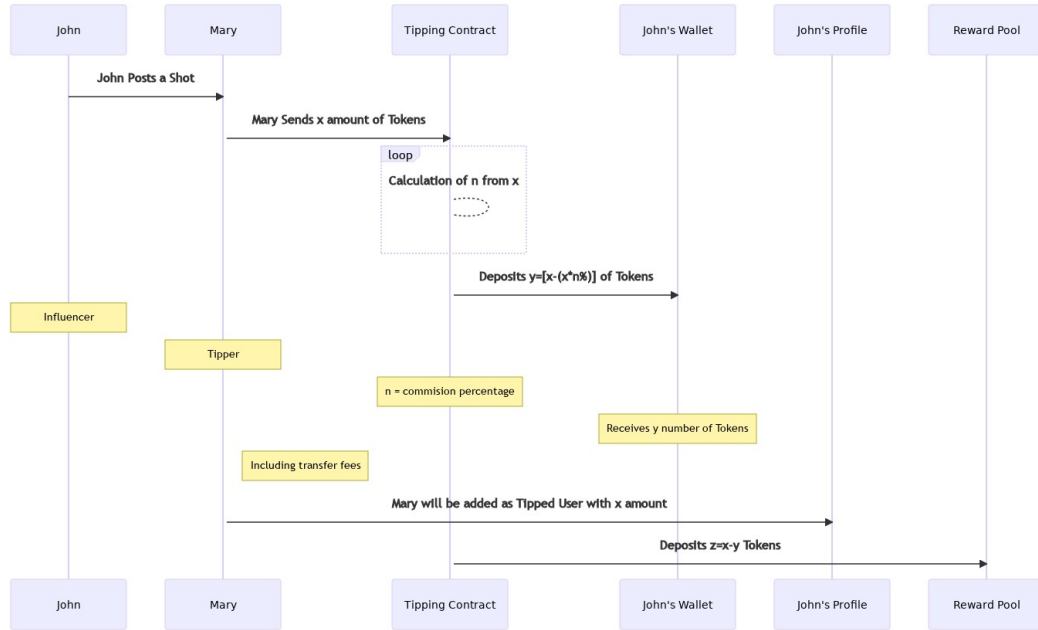 John
Mary
Tipping Contract
John's Wallet
John's Profile
Reward Pool
John Posts a Shot
Mary Sends x amount of Tokens
loop
Calculation of n from x
Deposits y=[x-(x*n%)] of Tokens
Influencer
Tipper
n = commision percentage
Receives y number of Tokens
Including transfer fees
Mary will be added as Tipped User with x amount
Deposits z=x-y Tokens
John
Mary
Tipping Contract
John's Wallet
John's Profile
Reward Pool